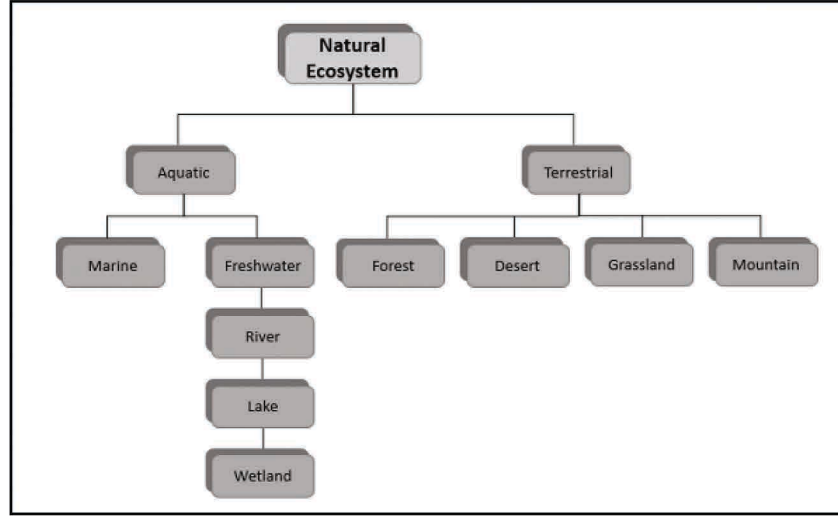 Natural
Ecosystem
Aquatic
Terrestrial
Marine
Freshwater
Forest
Desert
Grassland
Mountain
River
Lake
Wetland